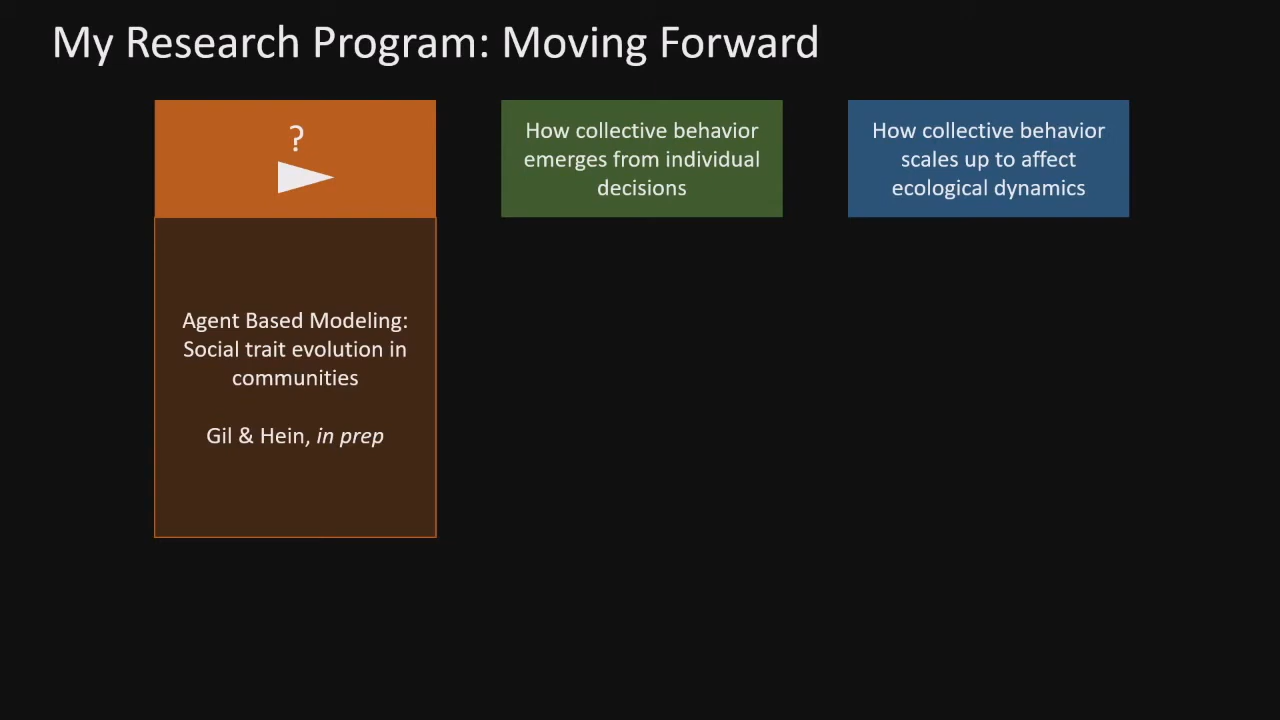 My Research Program: Moving Forward
?
Agent Based Modeling:
Social trait evolution in
communities
Gil & Hein, in prep
How collective behavior
emerges from individual
decisions
How collective behavior
scales up to affect
ecological dynamics